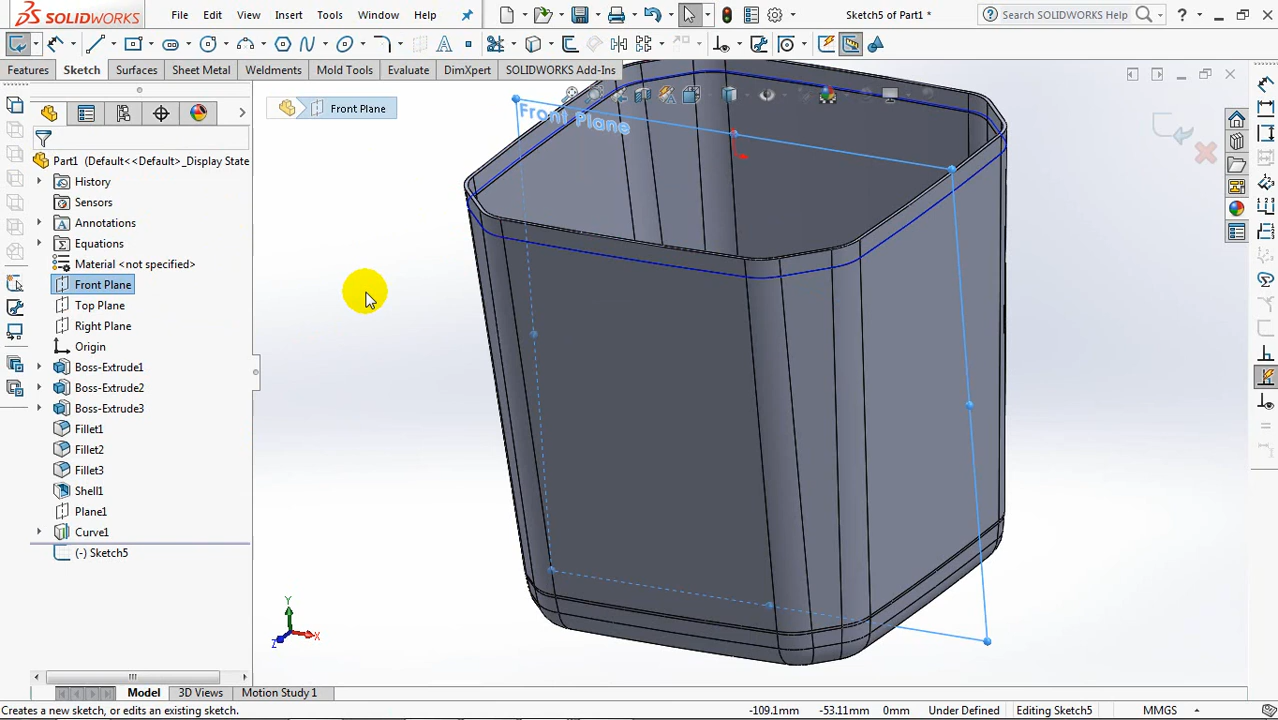 SOLIDWORKS File Edit View Insert Tools Window Help Sketch5 of Part1 * Search SOLIDWORKS Help ?
Features Sketch Surfaces Sheet Metal Weldments Mold Tools Evaluate DimXpert SOLIDWORKS Add-Ins
Front Plane
Front Plane
Part1 (Default<<Default>_Display State
History
Sensors
Annotations
Equations
Material <not specified>
Front Plane
Top Plane
Right Plane
Origin
Boss-Extrude1
Boss-Extrude2
Boss-Extrude3
Fillet1
Fillet2
Fillet3
Shell1
Plane1
Curve1
(-) Sketch5
Y
X
Z
Model 3D Views Motion Study 1
Creates a new sketch, or edits an existing sketch. -109.1mm -53.11mm 0mm Under Defined Editing Sketch5 MMGS